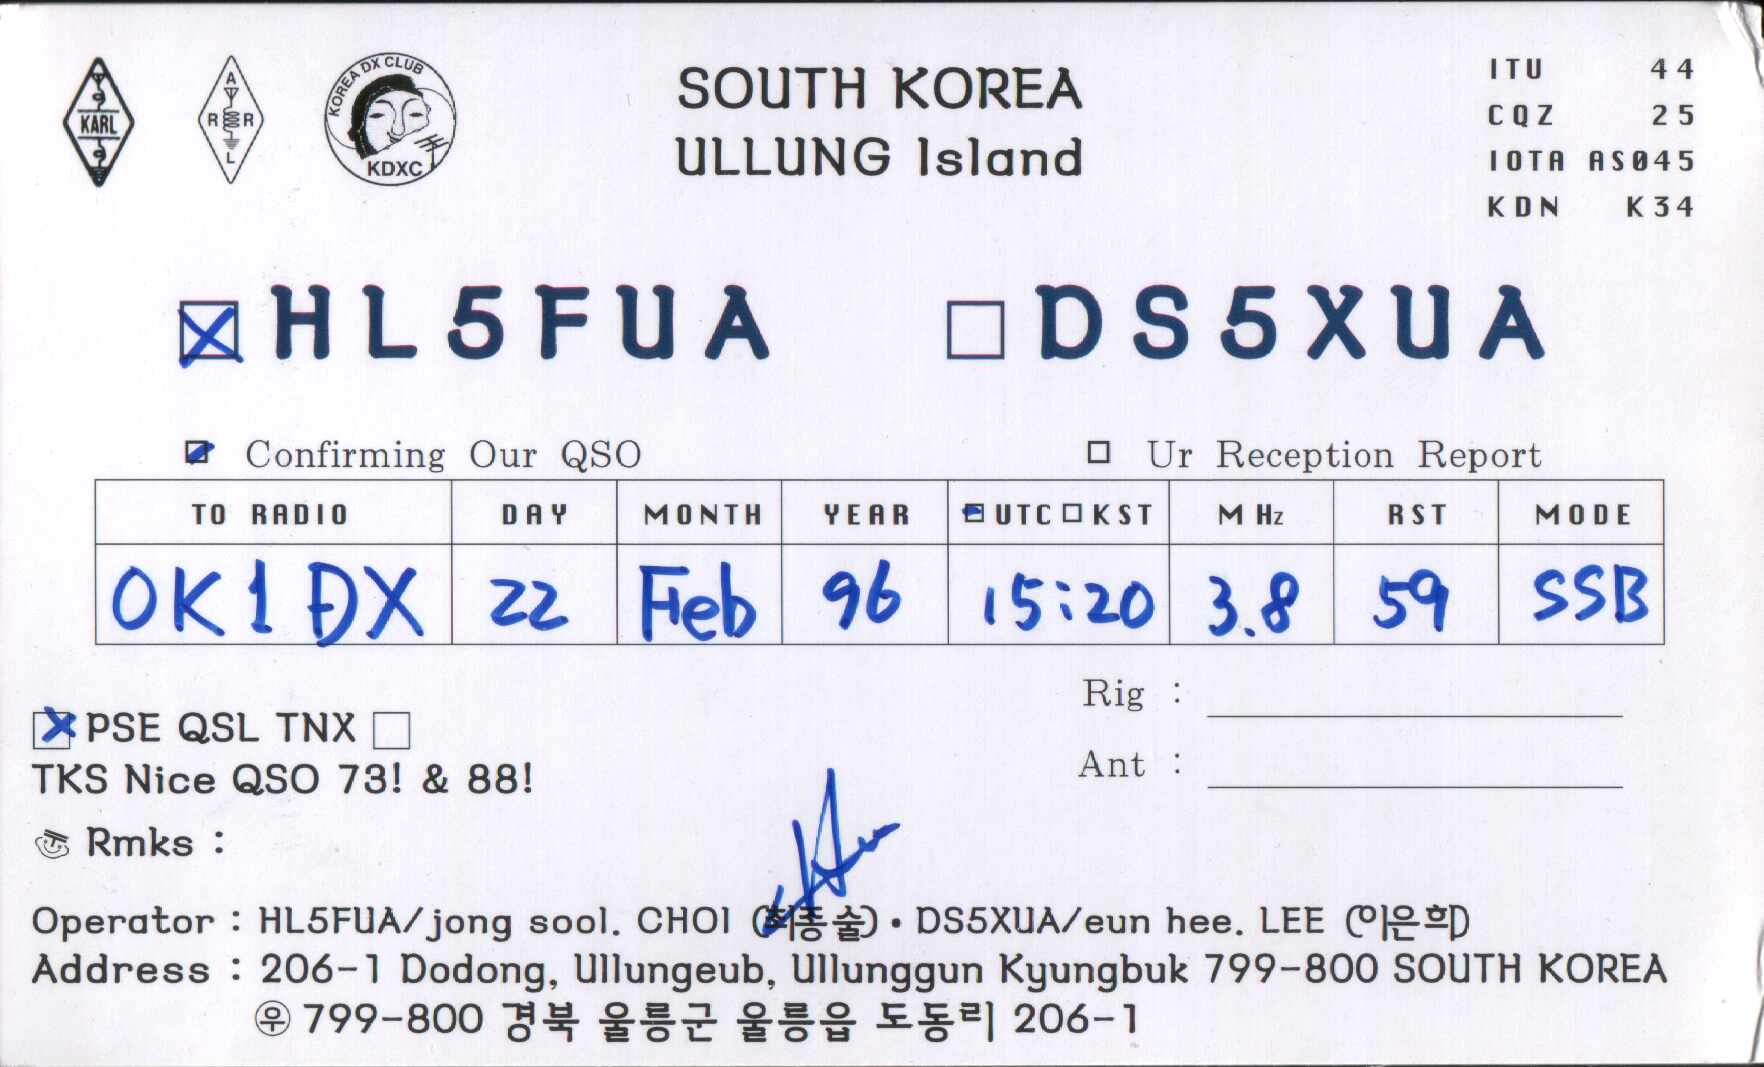 KARL
A
R R
L
KOREA DX CLUB
KDXC
SOUTH KOREA
ULLUNG Island
ITU 44
CQZ 25
IOTA AS045
KDN K34
HL5FUA DS5XUA
Confirming Our QSO Ur Reception Report
TO RADIO DAY MONTH YEAR UTC KST MHz RST MODE
OK1DX 22 Feb 96 15:20 3.8 59 SSB
Rig :
PSE QSL TNX
Ant :
TKS Nice QSO 73! & 88!
Rmks :
Operator : HL5FUA/jong sool. CHOI (최종술)・DS5XUA/eun hee. LEE (이은희)
Address : 206-1 Dodong, Ullungeub, Ullunggun Kyungbuk 799-800 SOUTH KOREA
㉾ 799-800 경북 울릉군 울릉읍 도동리 206-1